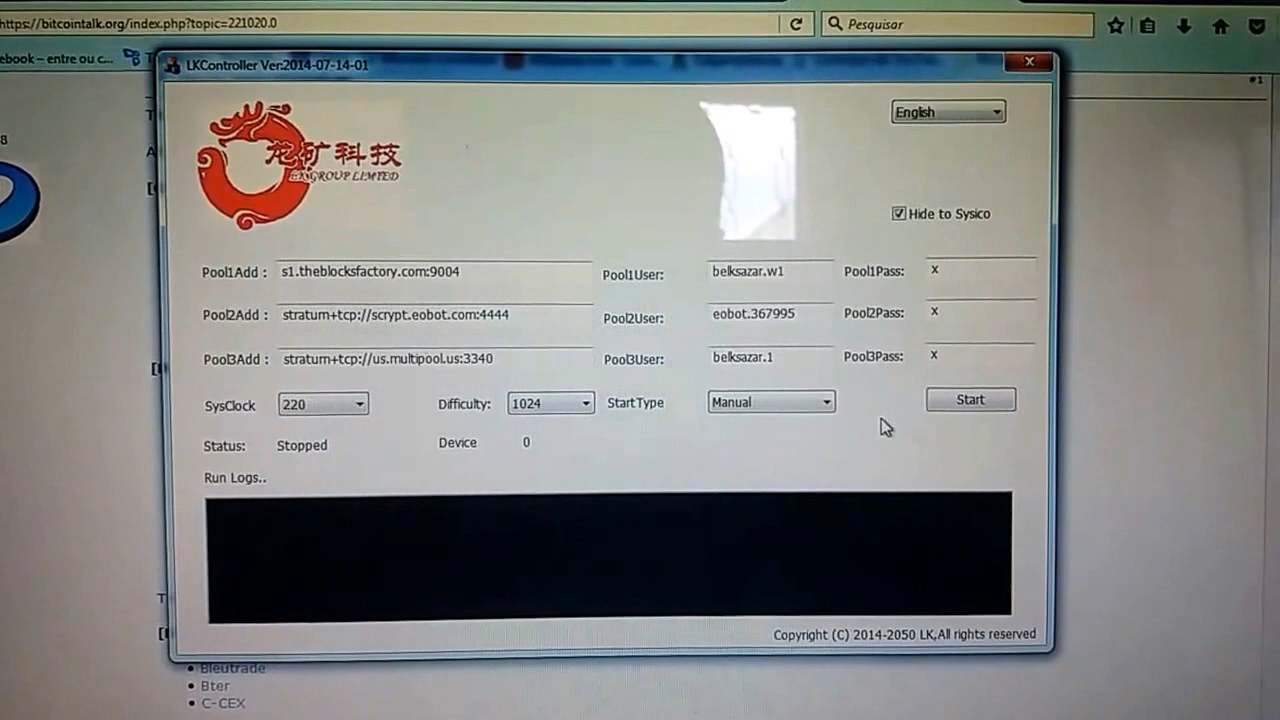 https://bitcointalk.org/index.php?topic=221020.0
Pesquisar
ebook – entre ou c...
#1
LKController Ver:2014-07-14-01
8
龙矿科技
LK GROUP LIMITED
English
Hide to Sysico
Pool1Add : s1.theblocksfactory.com:9004 Pool1User: belksazar.w1 Pool1Pass: x
Pool2Add : stratum+tcp://scrypt.eobot.com:4444 Pool2User: eobot.367995 Pool2Pass: x
Pool3Add : stratum+tcp://us.multipool.us:3340 Pool3User: belksazar.1 Pool3Pass: x
SysClock 220 Difficulty: 1024 StartType Manual Start
Status: Stopped Device 0
Run Logs..
Copyright (C) 2014-2050 LK,All rights reserved
Bleutrade
Bter
C-CEX